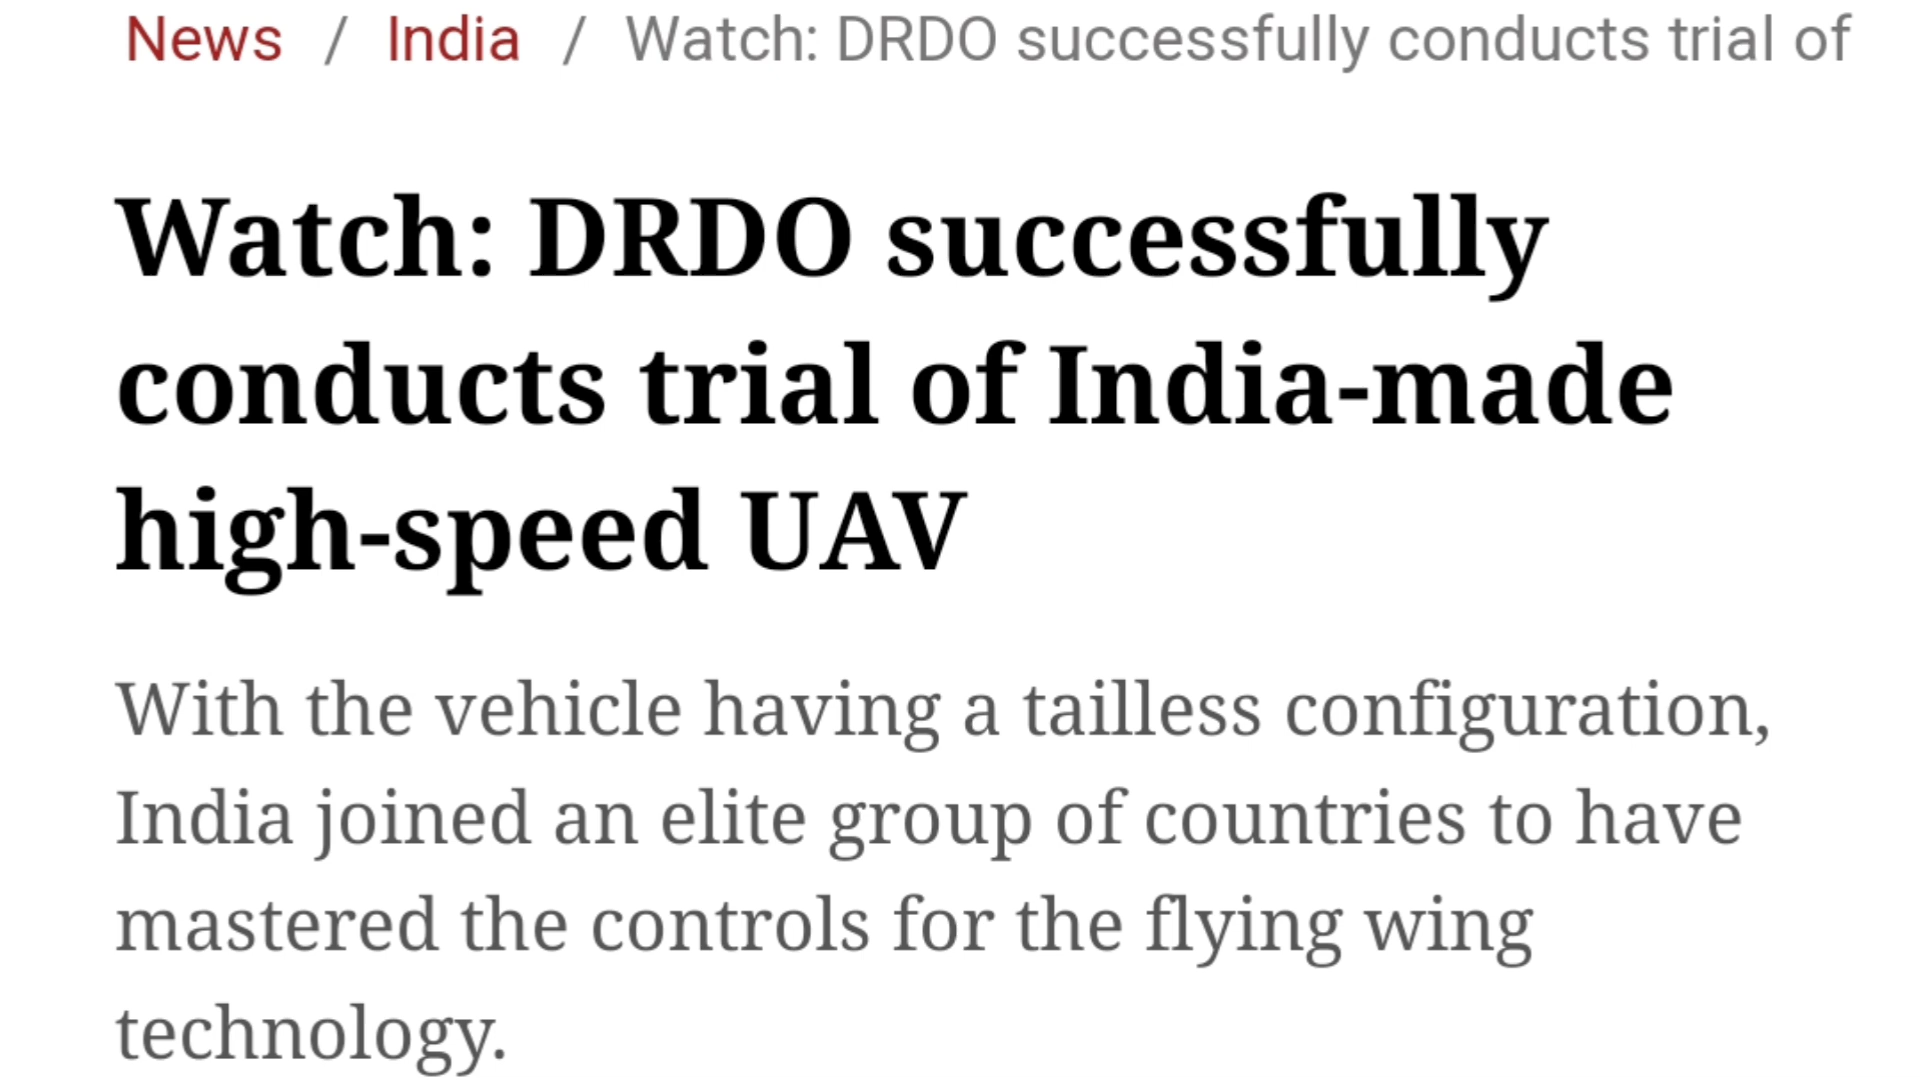 News / India / Watch: DRDO successfully conducts trial of
Watch: DRDO successfully
conducts trial of India-made
high-speed UAV
With the vehicle having a tailless configuration,
India joined an elite group of countries to have
mastered the controls for the flying wing
technology.